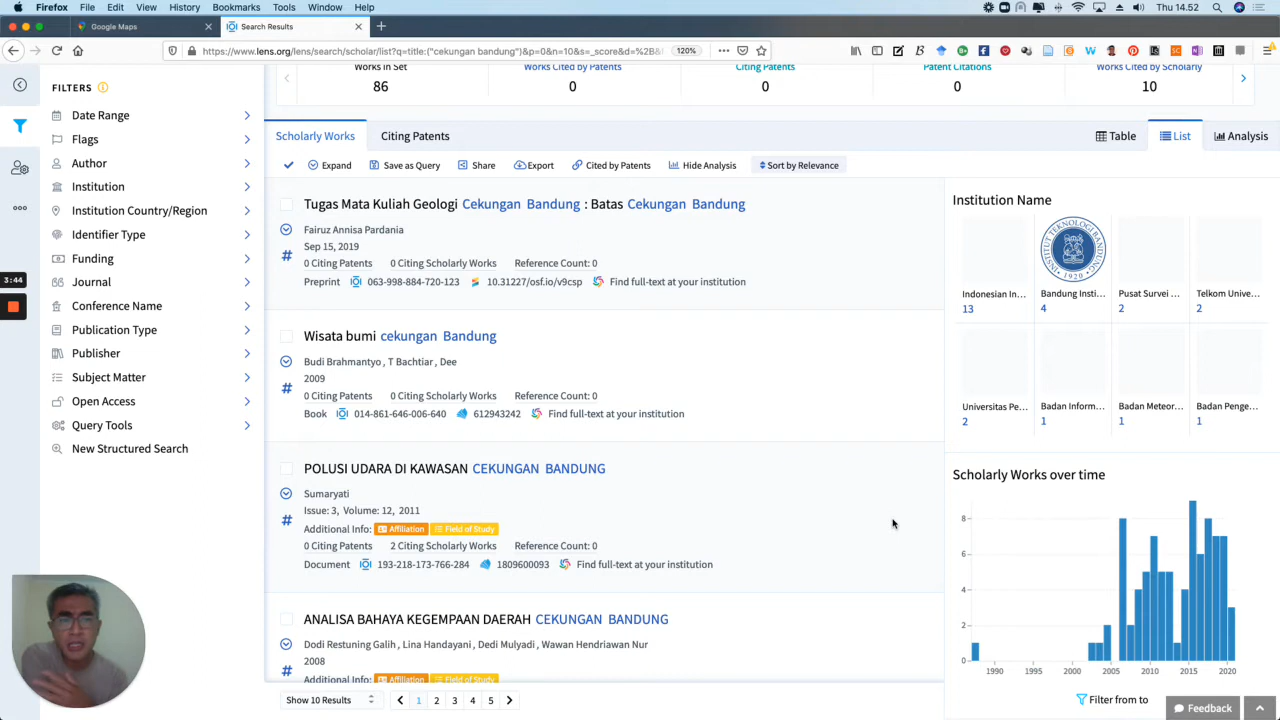 Firefox File Edit View History Bookmarks Tools Window Help
Thu 14.52
Google Maps
Search Results
https://www.lens.org/lens/search/scholar/list?q=title:("cekungan bandung")&p=0&n=10&s=_score&d=%2B&
120%
FILTERS
Date Range
Flags
Author
Institution
Institution Country/Region
Identifier Type
Funding
Journal
Conference Name
Publication Type
Publisher
Subject Matter
Open Access
Query Tools
New Structured Search
3:44
Works in Set
86
Works Cited by Patents
0
Citing Patents
0
Patent Citations
0
Works Cited by Scholarly
10
Scholarly Works Citing Patents
Table List Analysis
Expand Save as Query Share Export Cited by Patents Hide Analysis Sort by Relevance
Tugas Mata Kuliah Geologi Cekungan Bandung : Batas Cekungan Bandung
Fairuz Annisa Pardania
Sep 15, 2019
0 Citing Patents 0 Citing Scholarly Works Reference Count: 0
Preprint 063-998-884-720-123 10.31227/osf.io/v9csp Find full-text at your institution
Wisata bumi cekungan Bandung
Budi Brahmantyo , T Bachtiar , Dee
2009
0 Citing Patents 0 Citing Scholarly Works Reference Count: 0
Book 014-861-646-006-640 612943242 Find full-text at your institution
POLUSI UDARA DI KAWASAN CEKUNGAN BANDUNG
Sumaryati
Issue: 3, Volume: 12, 2011
Additional Info: Affiliation Field of Study
0 Citing Patents 2 Citing Scholarly Works Reference Count: 0
Document 193-218-173-766-284 1809600093 Find full-text at your institution
ANALISA BAHAYA KEGEMPAAN DAERAH CEKUNGAN BANDUNG
Dodi Restuning Galih , Lina Handayani , Dedi Mulyadi , Wawan Hendriawan Nur
2008
Additional Info: Affiliation Field of Study
Show 10 Results 1 2 3 4 5
Institution Name
INSTITUT TEKNOLOGI BANDUNG
1920
Indonesian In... Bandung Insti... Pusat Survei ... Telkom Unive...
13 4 2 2
Universitas Pe... Badan Inform... Badan Meteor... Badan Penge...
2 1 1 1
Scholarly Works over time
8
6
4
2
0
1990 1995 2000 2005 2010 2015 2020
Filter from to
Feedback